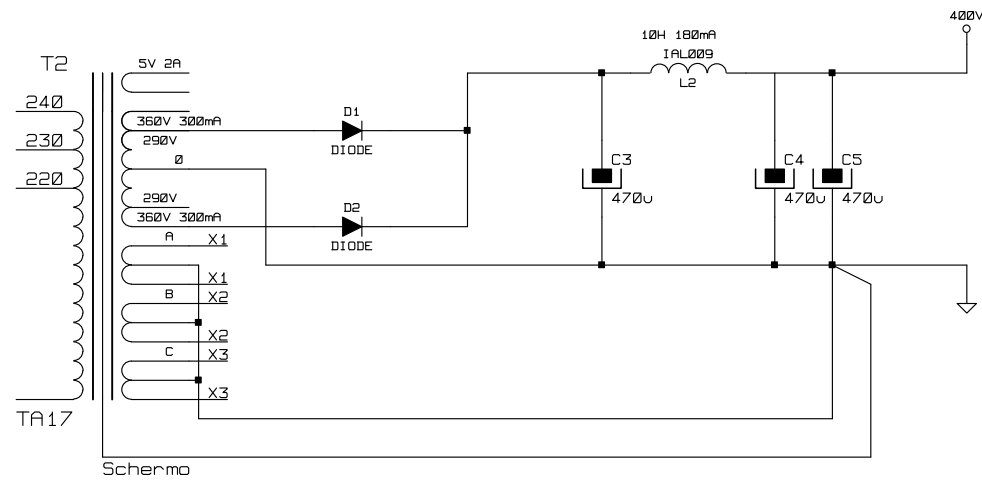 400V
10H 180mA
IAL009
L2
T2
5V 2A
240
360V 300mA
D1
DIODE
230
290V
0
C3
470u
C4
470u
C5
470u
220
290V
360V 300mA
D2
DIODE
A
X1
X1
B
X2
X2
C
X3
X3
TA17
Schermo